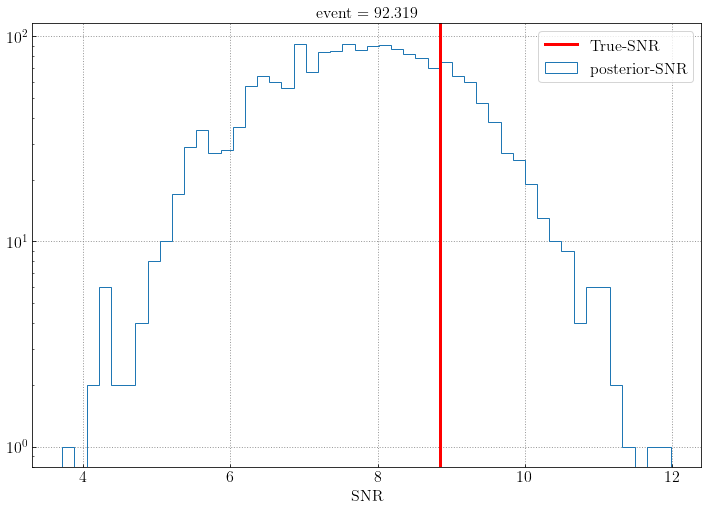 event = 92.319
True-SNR
posterior-SNR
10²
10¹
10⁰
4 6 8 10 12
SNR